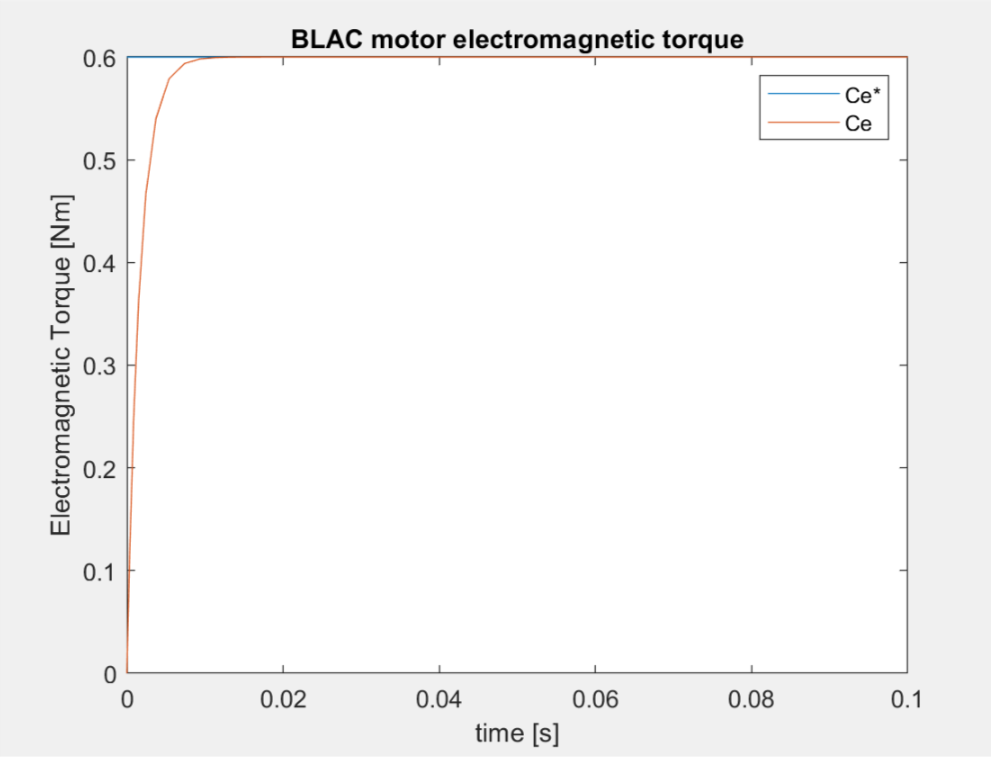 BLAC motor electromagnetic torque
Ce*
Ce
Electromagnetic Torque [Nm]
0.6
0.5
0.4
0.3
0.2
0.1
0
0 0.02 0.04 0.06 0.08 0.1
time [s]